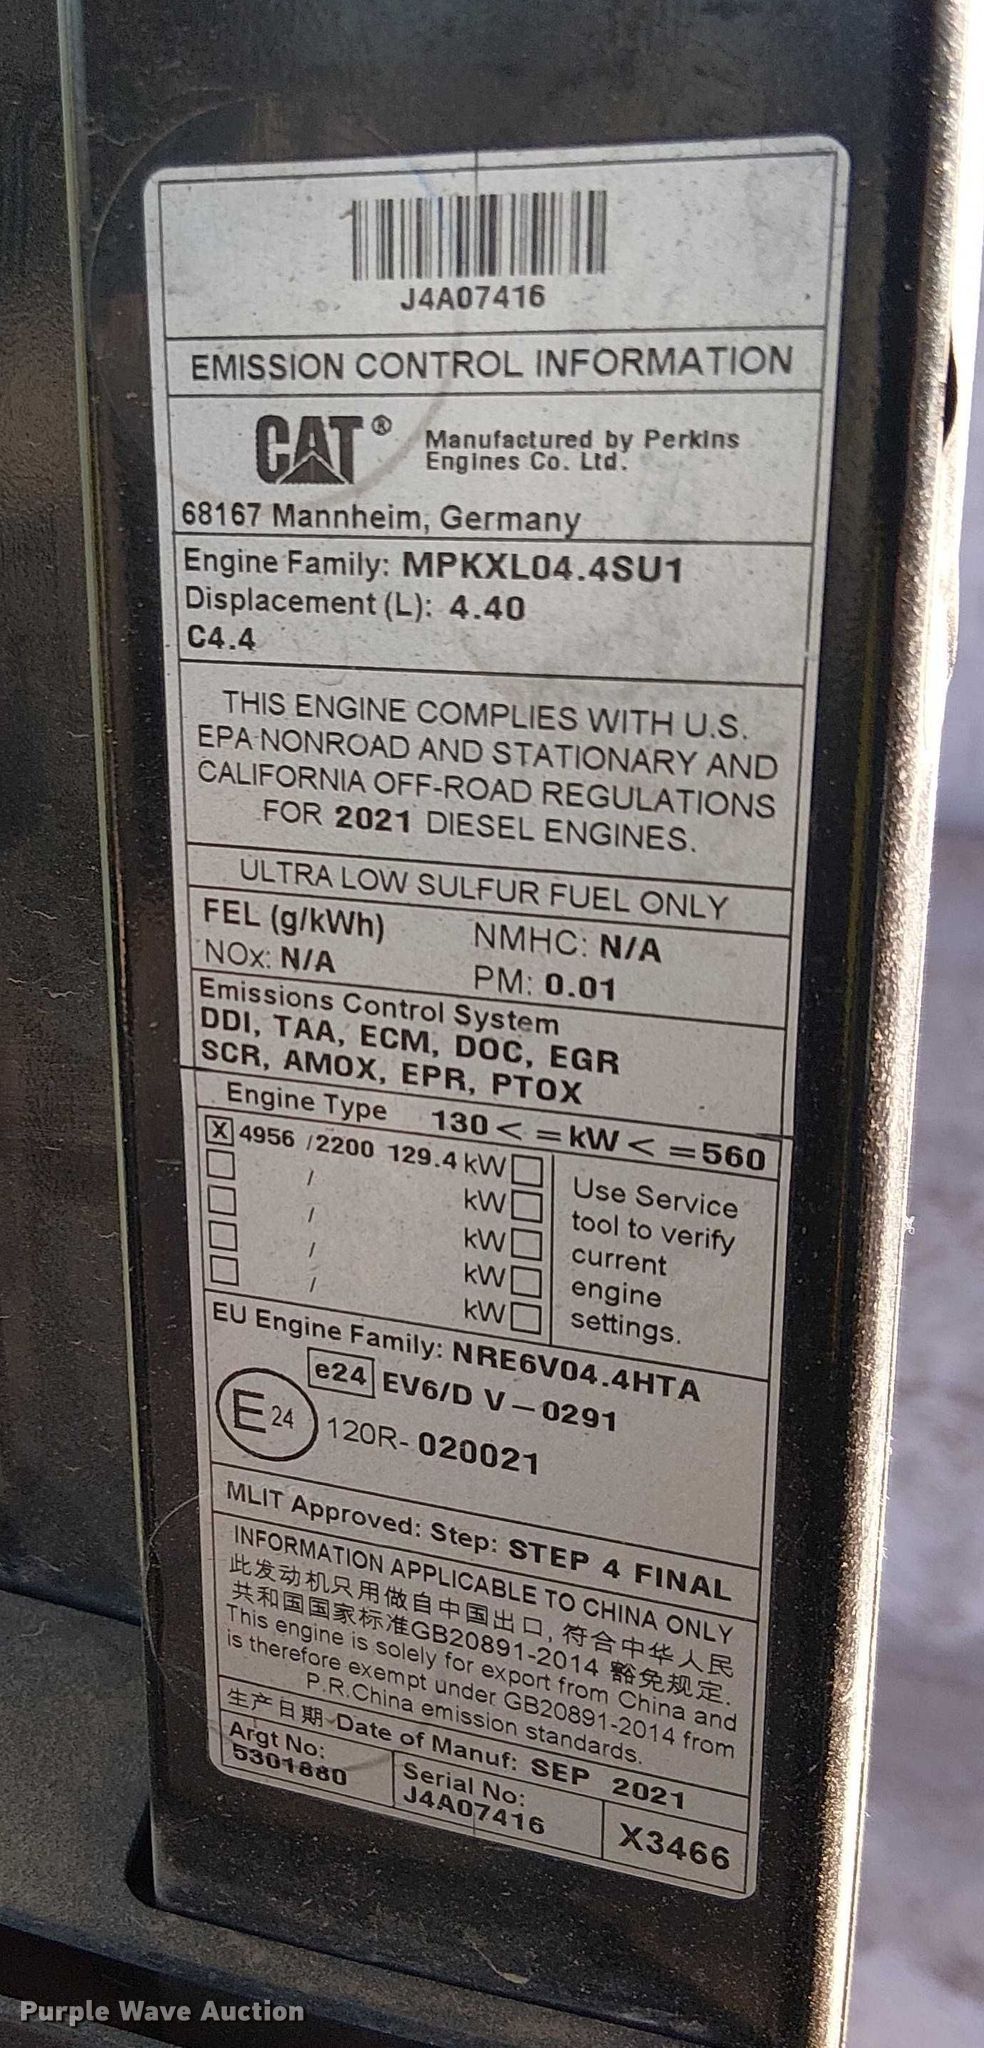 J4A07416
EMISSION CONTROL INFORMATION
CAT® Manufactured by Perkins
Engines Co. Ltd.
68167 Mannheim, Germany
Engine Family: MPKXL04.4SU1
Displacement (L): 4.40
C4.4
THIS ENGINE COMPLIES WITH U.S.
EPA NONROAD AND STATIONARY AND
CALIFORNIA OFF-ROAD REGULATIONS
FOR 2021 DIESEL ENGINES.
ULTRA LOW SULFUR FUEL ONLY
FEL (g/kWh) NMHC: N/A
NOx: N/A PM: 0.01
Emissions Control System
DDI, TAA, ECM, DOC, EGR
SCR, AMOX, EPR, PTOX
Engine Type 130 < = kW < = 560
X 4956 / 2200 129.4 kW
/ kW
/ kW
/ kW
/ kW
Use Service
tool to verify
current
engine
settings.
EU Engine Family: NRE6V04.4HTA
e24 EV6/D V-0291
E 24 120R- 020021
MLIT Approved: Step: STEP 4 FINAL
INFORMATION APPLICABLE TO CHINA ONLY
此发动机只用做自中国出口, 符合中华人民
共和国国家标准GB20891-2014 豁免规定.
This engine is solely for export from China and
is therefore exempt under GB20891-2014 from
P.R.China emission standards.
生产日期 Date of Manuf: SEP 2021
Argt No:
5301880
Serial No:
J4A07416
X3466
Purple Wave Auction